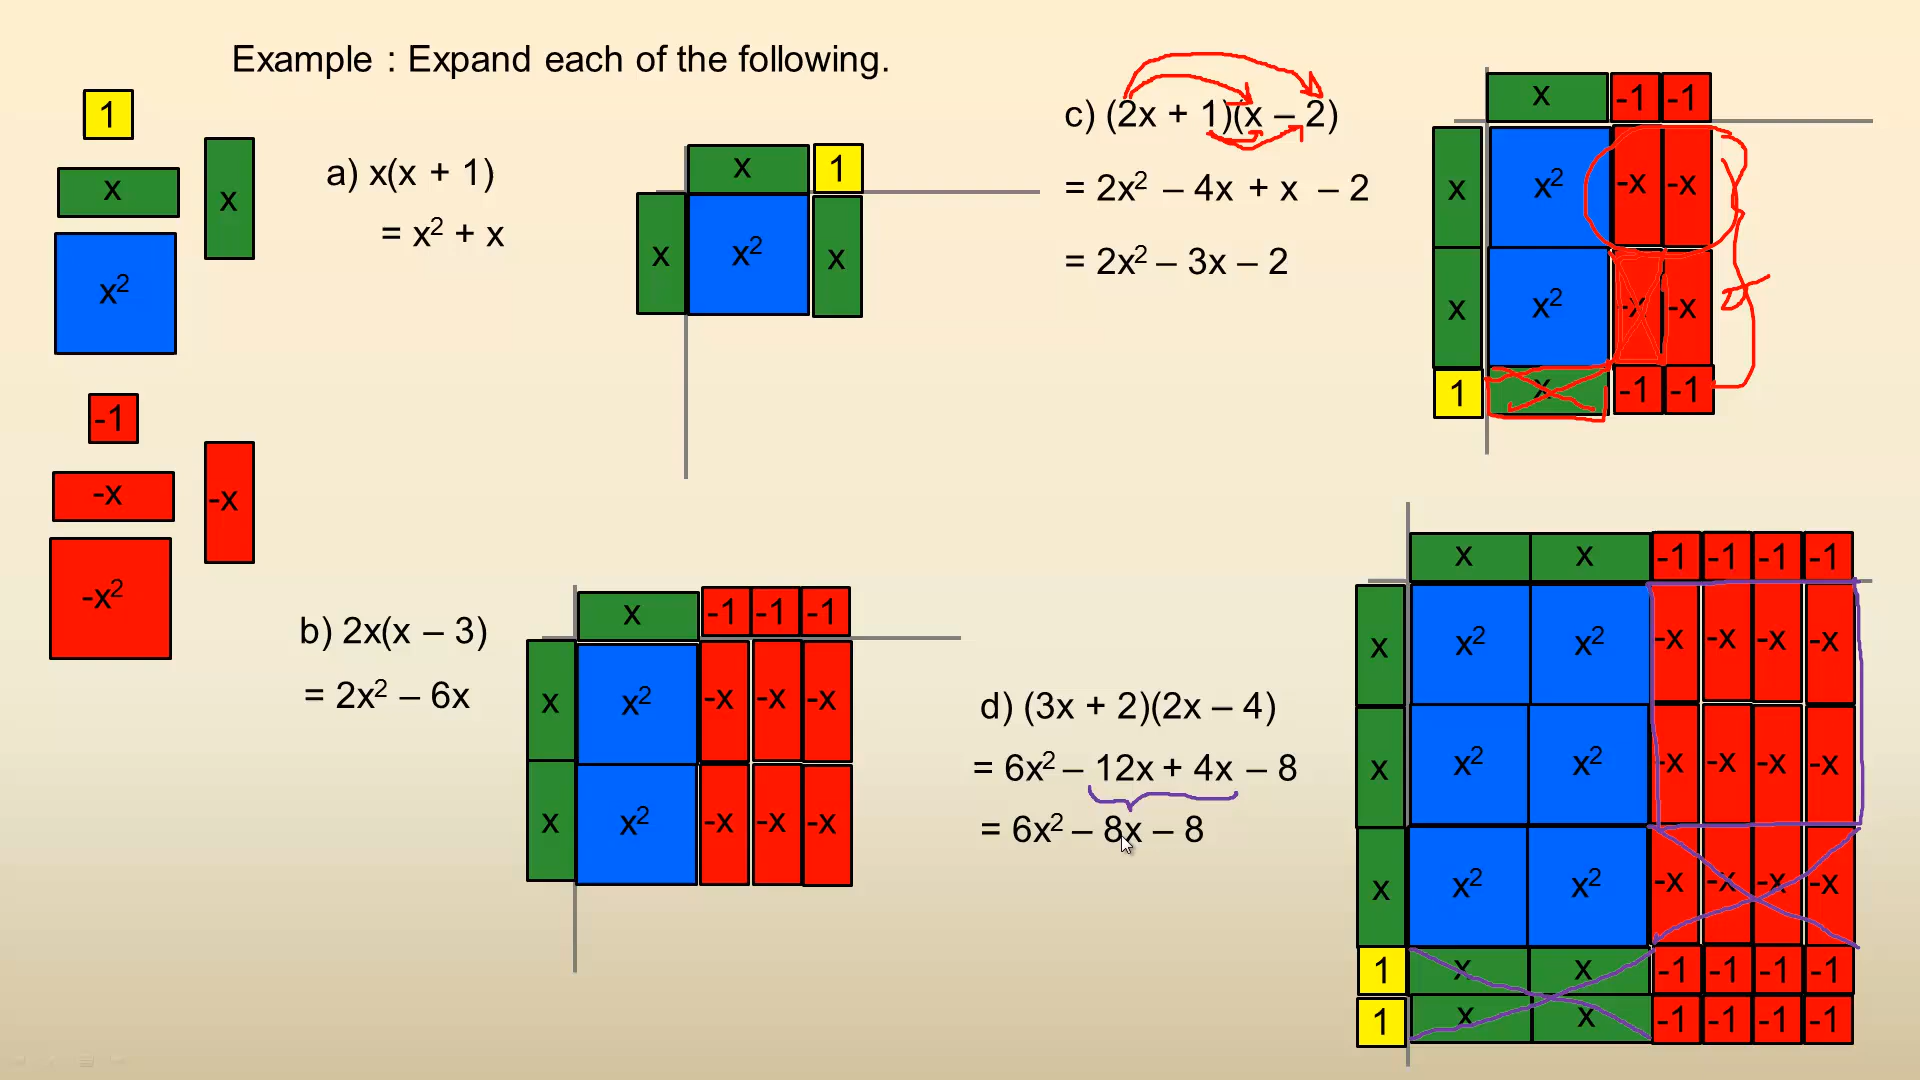 Example : Expand each of the following.
1
x
x
x²
-1
-x
-x
-x²
a) x(x + 1)
= x² + x
x 1
x x² x
b) 2x(x – 3)
= 2x² – 6x
x -1 -1 -1
x x² -x -x -x
x x² -x -x -x
c) (2x + 1)(x – 2)
= 2x² – 4x + x – 2
= 2x² – 3x – 2
x -1 -1
x x² -x -x
x x² -x -x
1 x -1 -1
d) (3x + 2)(2x – 4)
= 6x² – 12x + 4x – 8
= 6x² – 8x – 8
x x -1 -1 -1 -1
x x² x² -x -x -x -x
x x² x² -x -x -x -x
x x² x² -x -x -x -x
1 x x -1 -1 -1 -1
1 x x -1 -1 -1 -1